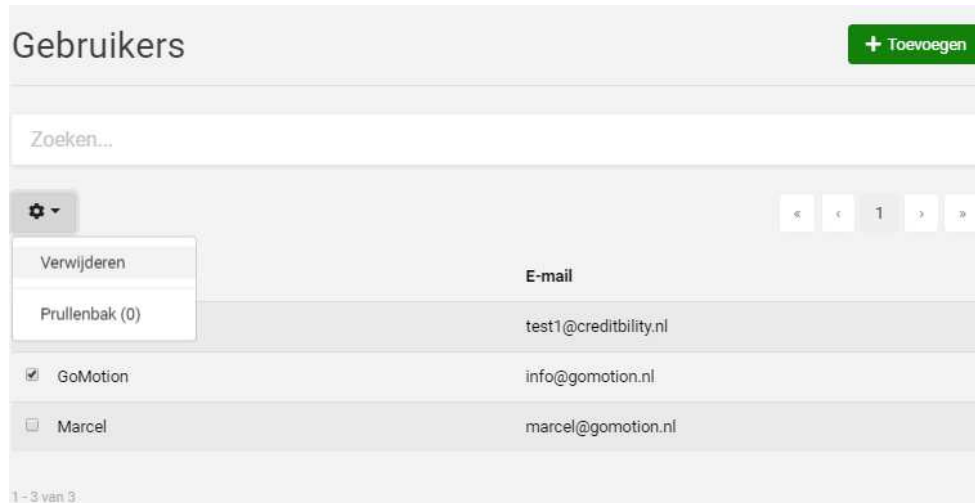 Gebruikers
+ Toevoegen
Zoeken...
« ‹ 1 › »
Verwijderen
E-mail
Prullenbak (0)
test1@creditbility.nl
GoMotion info@gomotion.nl
Marcel marcel@gomotion.nl
1 - 3 van 3